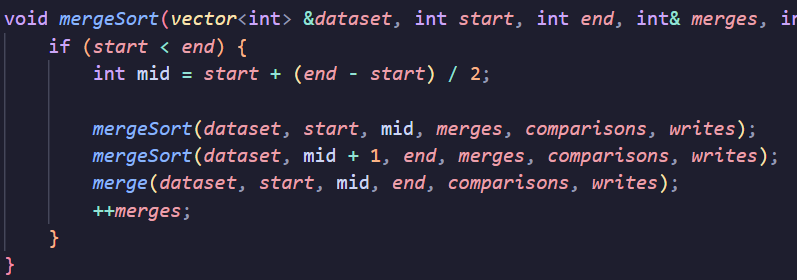 void mergeSort(vector<int> &dataset, int start, int end, int& merges, in
    if (start < end) {
        int mid = start + (end - start) / 2;

        mergeSort(dataset, start, mid, merges, comparisons, writes);
        mergeSort(dataset, mid + 1, end, merges, comparisons, writes);
        merge(dataset, start, mid, end, comparisons, writes);
        ++merges;
    }
}